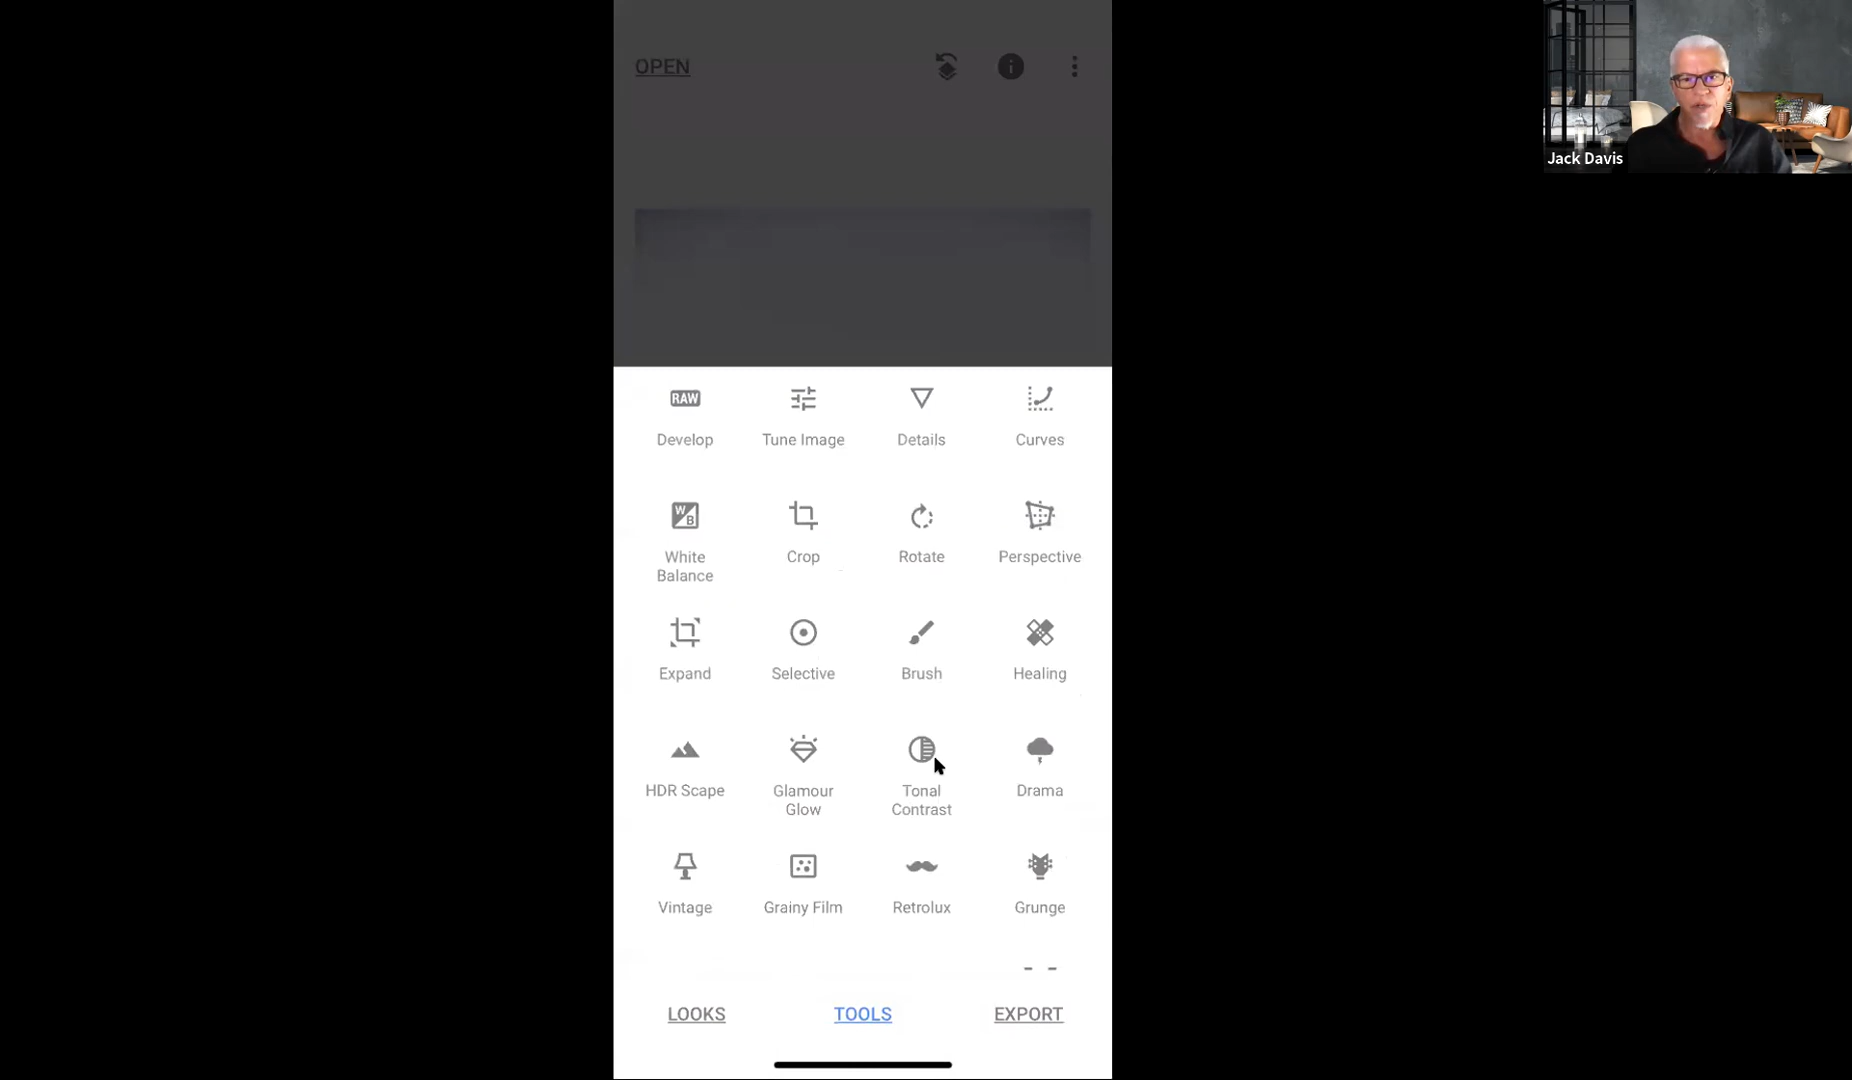 OPEN
Jack Davis
RAW
Develop
Tune Image
Details
Curves
W
B
White
Balance
Crop
Rotate
Perspective
Expand
Selective
Brush
Healing
HDR Scape
Glamour
Glow
Tonal
Contrast
Drama
Vintage
Grainy Film
Retrolux
Grunge
LOOKS
TOOLS
EXPORT